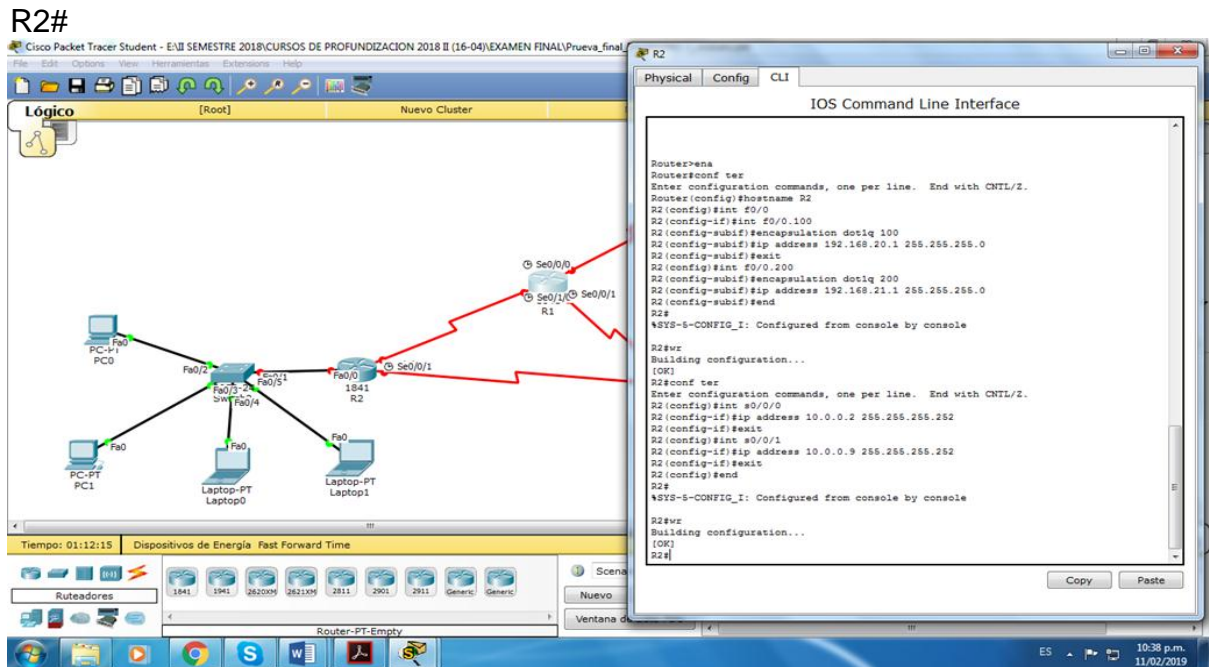 R2#
Cisco Packet Tracer Student - E:\II SEMESTRE 2018\CURSOS DE PROFUNDIZACION 2018 II (16-04)\EXAMEN FINAL\Prueva_final_
File Edit Options View Herramientas Extensions Help
Lógico [Root] Nuevo Cluster
Se0/0/0
Se0/1/ Se0/0/1
R1
Fa0
PC-PT
PC0
Fa0/2
Fa0/5
Fa0/3
Fa0/4
Fa0/0
Se0/0/1
1841
R2
Fa0
PC-PT
PC1
Fa0
Laptop-PT
Laptop0
Fa0
Laptop-PT
Laptop1
Tiempo: 01:12:15 Dispositivos de Energía Fast Forward Time
Ruteadores
1841 1941 2620XM 2621XM 2811 2901 2911 Generic Generic
Router-PT-Empty
Scena
Nuevo
Ventana d
R2
Physical Config CLI
IOS Command Line Interface
Router>ena
Router#conf ter
Enter configuration commands, one per line. End with CNTL/Z.
Router(config)#hostname R2
R2(config)#int f0/0
R2(config-if)#int f0/0.100
R2(config-subif)#encapsulation dot1q 100
R2(config-subif)#ip address 192.168.20.1 255.255.255.0
R2(config-subif)#exit
R2(config)#int f0/0.200
R2(config-subif)#encapsulation dot1q 200
R2(config-subif)#ip address 192.168.21.1 255.255.255.0
R2(config-subif)#end
R2#
%SYS-5-CONFIG_I: Configured from console by console
R2#wr
Building configuration...
[OK]
R2#conf ter
Enter configuration commands, one per line. End with CNTL/Z.
R2(config)#int s0/0/0
R2(config-if)#ip address 10.0.0.2 255.255.255.252
R2(config-if)#exit
R2(config)#int s0/0/1
R2(config-if)#ip address 10.0.0.9 255.255.255.252
R2(config-if)#exit
R2(config)#end
R2#
%SYS-5-CONFIG_I: Configured from console by console
R2#wr
Building configuration...
[OK]
R2#
Copy Paste
ES
10:38 p.m.
11/02/2019